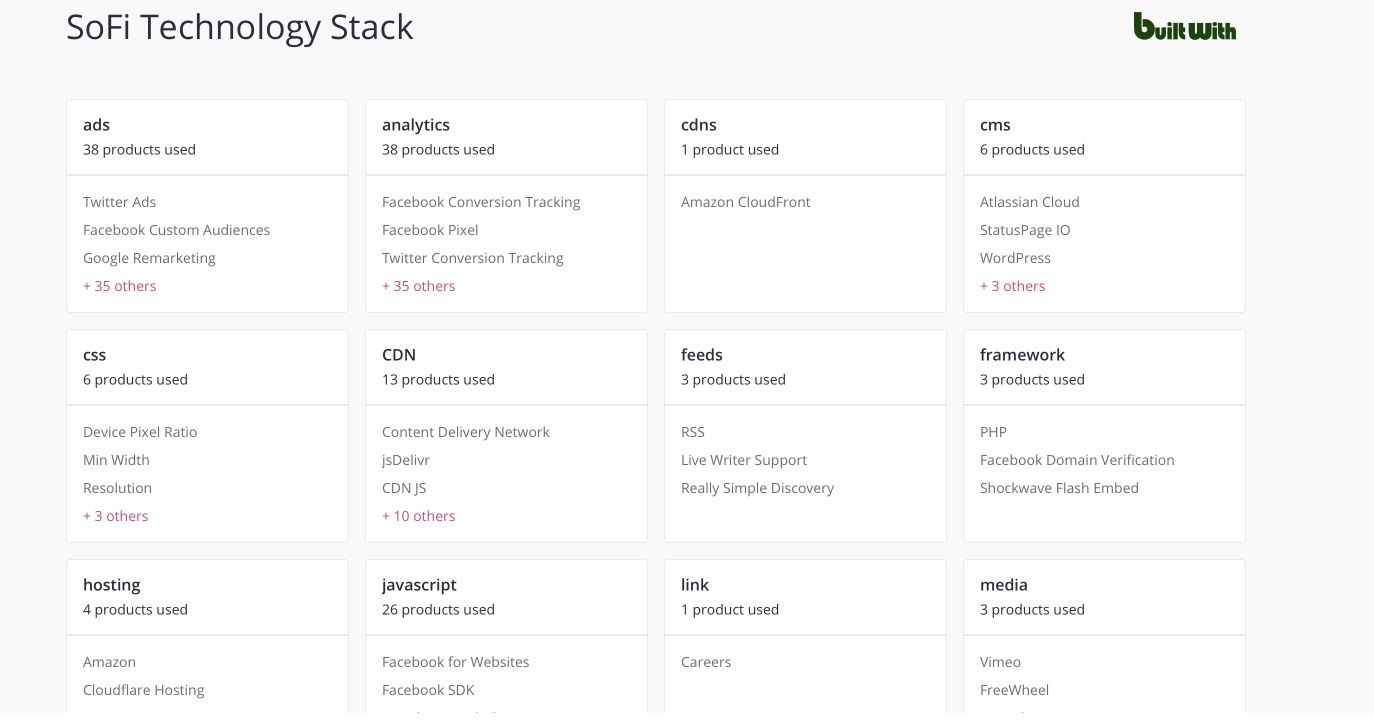 SoFi Technology Stack
built with
ads
38 products used
Twitter Ads
Facebook Custom Audiences
Google Remarketing
+ 35 others
analytics
38 products used
Facebook Conversion Tracking
Facebook Pixel
Twitter Conversion Tracking
+ 35 others
cdns
1 product used
Amazon CloudFront
cms
6 products used
Atlassian Cloud
StatusPage IO
WordPress
+ 3 others
css
6 products used
Device Pixel Ratio
Min Width
Resolution
+ 3 others
CDN
13 products used
Content Delivery Network
jsDelivr
CDN JS
+ 10 others
feeds
3 products used
RSS
Live Writer Support
Really Simple Discovery
framework
3 products used
PHP
Facebook Domain Verification
Shockwave Flash Embed
hosting
4 products used
Amazon
Cloudflare Hosting
javascript
26 products used
Facebook for Websites
Facebook SDK
link
1 product used
Careers
media
3 products used
Vimeo
FreeWheel